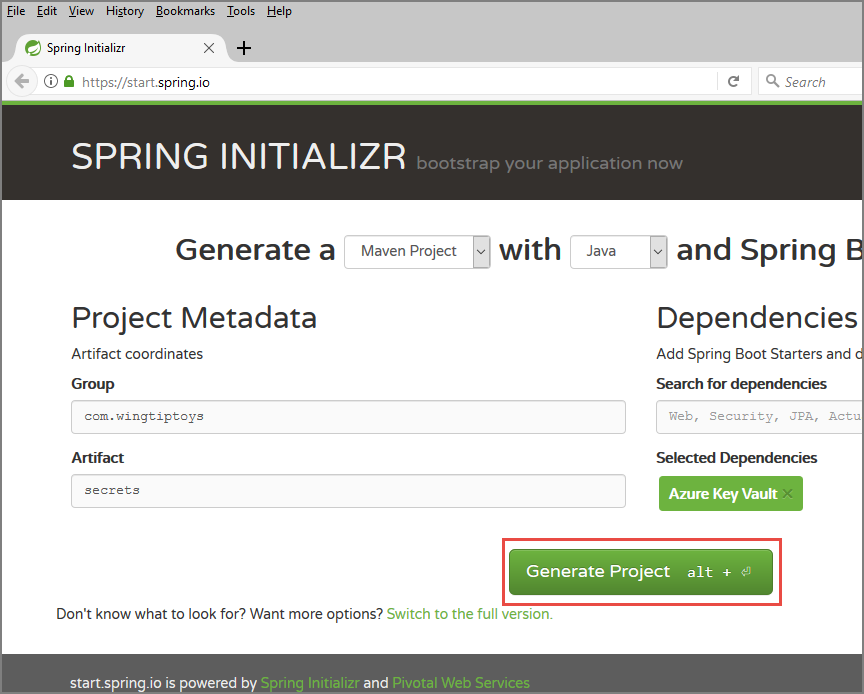 File Edit View History Bookmarks Tools Help
Spring Initializr
https://start.spring.io
Search
SPRING INITIALIZR bootstrap your application now
Generate a Maven Project with Java and Spring B
Project Metadata
Artifact coordinates
Group
com.wingtiptoys
Artifact
secrets
Dependencies
Add Spring Boot Starters and d
Search for dependencies
Web, Security, JPA, Actu
Selected Dependencies
Azure Key Vault
Generate Project alt + ⏎
Don't know what to look for? Want more options? Switch to the full version.
start.spring.io is powered by Spring Initializr and Pivotal Web Services